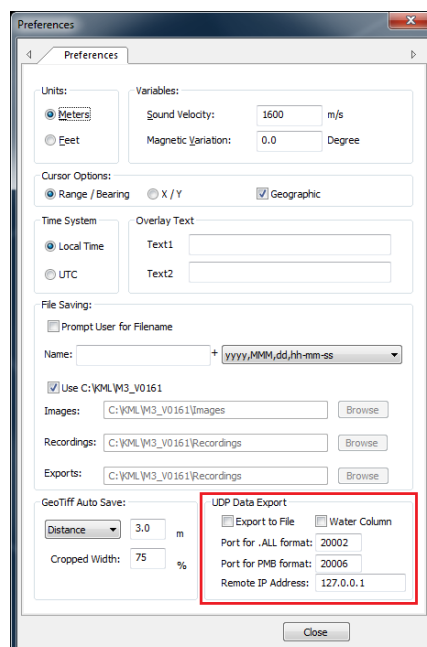 Preferences
Preferences
Units:
Meters
Feet
Variables:
Sound Velocity: 1600 m/s
Magnetic Variation: 0.0 Degree
Cursor Options:
Range / Bearing X / Y Geographic
Time System
Local Time
UTC
Overlay Text
Text1
Text2
File Saving:
Prompt User for Filename
Name: + yyyy,MMM,dd,hh-mm-ss
Use C:\KML\M3_V0161
Images: C:\KML\M3_V0161\Images Browse
Recordings: C:\KML\M3_V0161\Recordings Browse
Exports: C:\KML\M3_V0161\Recordings Browse
GeoTiff Auto Save:
Distance 3.0 m
Cropped Width: 75 %
UDP Data Export
Export to File Water Column
Port for .ALL format: 20002
Port for PMB format: 20006
Remote IP Address: 127.0.0.1
Close